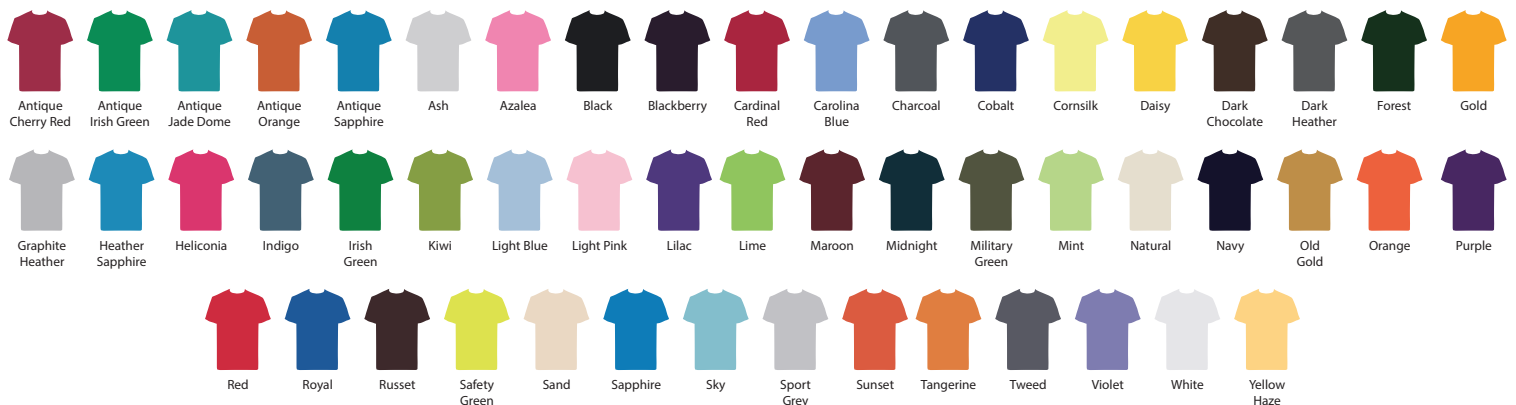 Antique Cherry Red
Antique Irish Green
Antique Jade Dome
Antique Orange
Antique Sapphire
Ash
Azalea
Black
Blackberry
Cardinal Red
Carolina Blue
Charcoal
Cobalt
Cornsilk
Daisy
Dark Chocolate
Dark Heather
Forest
Gold
Graphite Heather
Heather Sapphire
Heliconia
Indigo
Irish Green
Kiwi
Light Blue
Light Pink
Lilac
Lime
Maroon
Midnight
Military Green
Mint
Natural
Navy
Old Gold
Orange
Purple
Red
Royal
Russet
Safety Green
Sand
Sapphire
Sky
Sport Grey
Sunset
Tangerine
Tweed
Violet
White
Yellow Haze